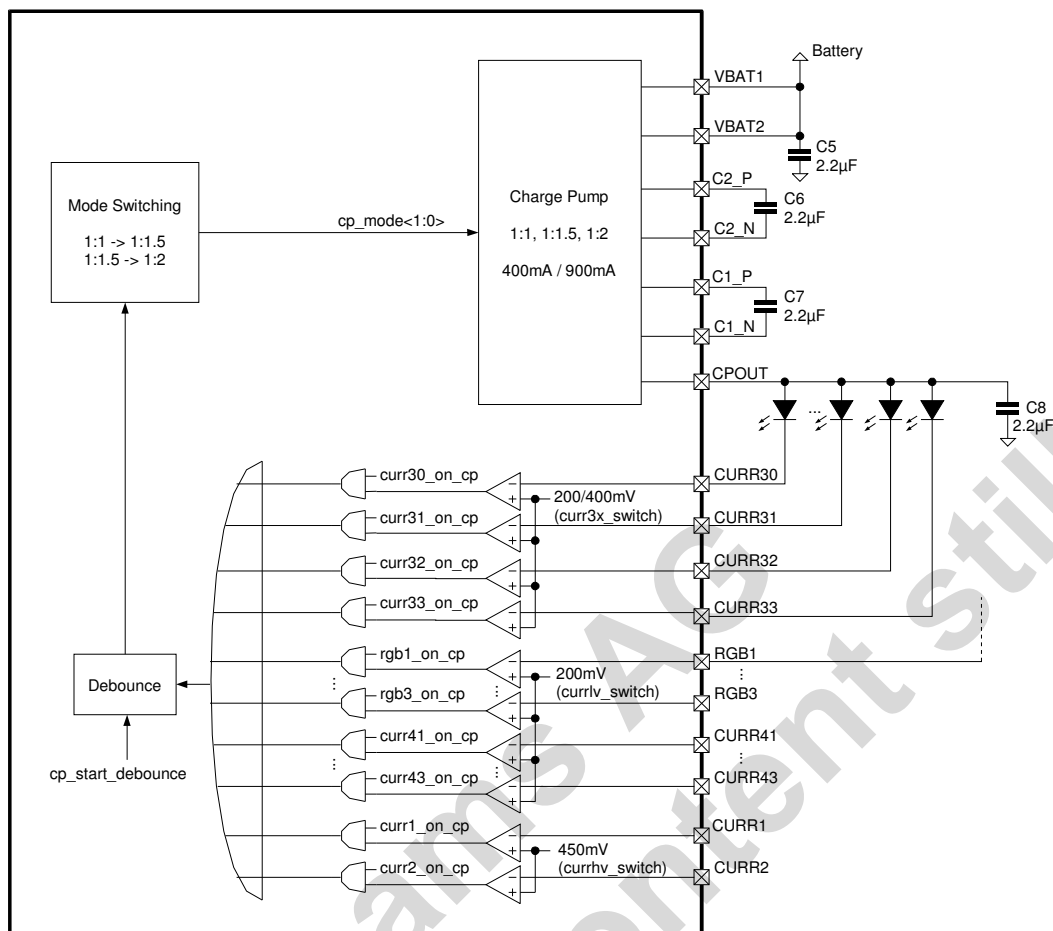 Battery
VBAT1
VBAT2
C5
2.2µF
Mode Switching
1:1 -> 1:1.5
1:1.5 -> 1:2
cp_mode<1:0>
Charge Pump
1:1, 1:1.5, 1:2
400mA / 900mA
C2_P
C6
2.2µF
C2_N
C1_P
C7
2.2µF
C1_N
CPOUT
...
C8
2.2µF
curr30_on_cp
- +
200/400mV
(curr3x_switch)
CURR30
curr31_on_cp
- +
CURR31
curr32_on_cp
- +
CURR32
curr33_on_cp
- +
CURR33
rgb1_on_cp
- +
200mV
(currlv_switch)
RGB1
...
...
...
rgb3_on_cp
- +
RGB3
curr41_on_cp
- +
CURR41
...
...
...
curr43_on_cp
- +
CURR43
curr1_on_cp
- +
450mV
(currhv_switch)
CURR1
curr2_on_cp
- +
CURR2
Debounce
cp_start_debounce
ams AG